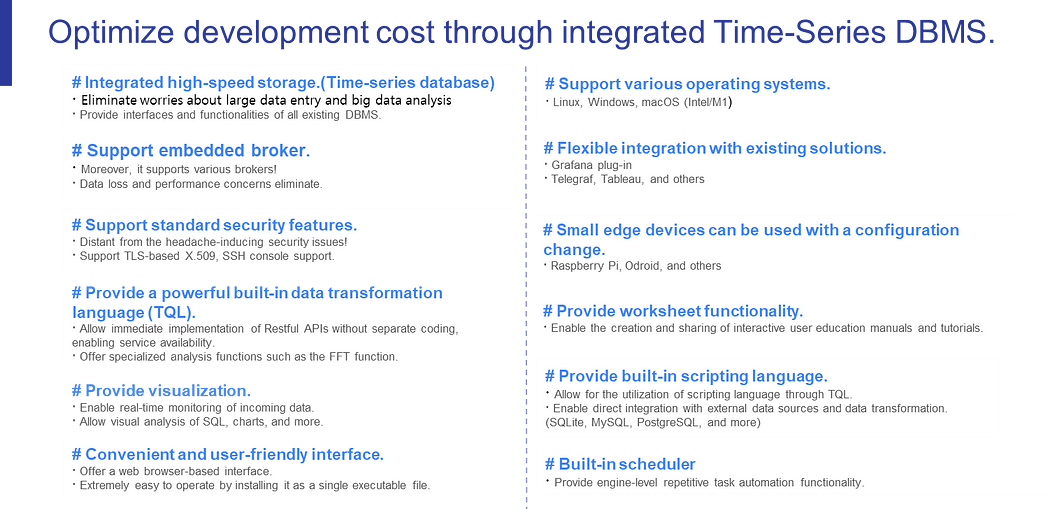 Optimize development cost through integrated Time-Series DBMS.
# Integrated high-speed storage.(Time-series database)
· Eliminate worries about large data entry and big data analysis
· Provide interfaces and functionalities of all existing DBMS.
# Support embedded broker.
· Moreover, it supports various brokers!
· Data loss and performance concerns eliminate.
# Support standard security features.
· Distant from the headache-inducing security issues!
· Support TLS-based X.509, SSH console support.
# Provide a powerful built-in data transformation
language (TQL).
· Allow immediate implementation of Restful APIs without separate coding,
enabling service availability.
· Offer specialized analysis functions such as the FFT function.
# Provide visualization.
· Enable real-time monitoring of incoming data.
· Allow visual analysis of SQL, charts, and more.
# Convenient and user-friendly interface.
· Offer a web browser-based interface.
· Extremely easy to operate by installing it as a single executable file.
# Support various operating systems.
· Linux, Windows, macOS (Intel/M1)
# Flexible integration with existing solutions.
· Grafana plug-in
· Telegraf, Tableau, and others
# Small edge devices can be used with a configuration
change.
· Raspberry Pi, Odroid, and others
# Provide worksheet functionality.
· Enable the creation and sharing of interactive user education manuals and tutorials.
# Provide built-in scripting language.
· Allow for the utilization of scripting language through TQL.
· Enable direct integration with external data sources and data transformation.
(SQLite, MySQL, PostgreSQL, and more)
# Built-in scheduler
· Provide engine-level repetitive task automation functionality.